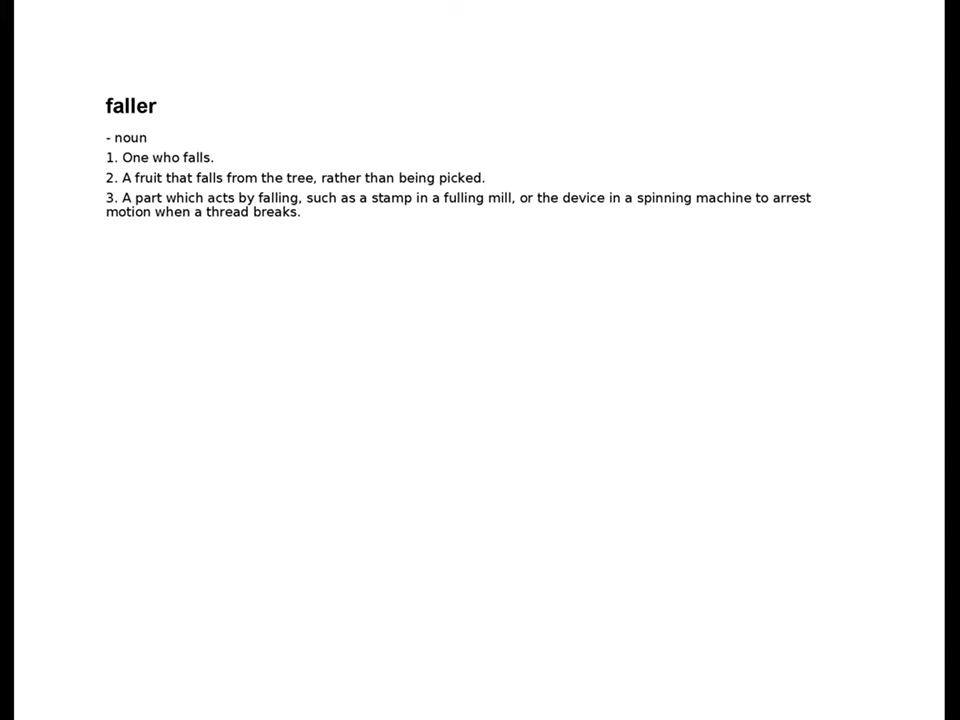 faller
- noun
1. One who falls.
2. A fruit that falls from the tree, rather than being picked.
3. A part which acts by falling, such as a stamp in a fulling mill, or the device in a spinning machine to arrest
motion when a thread breaks.